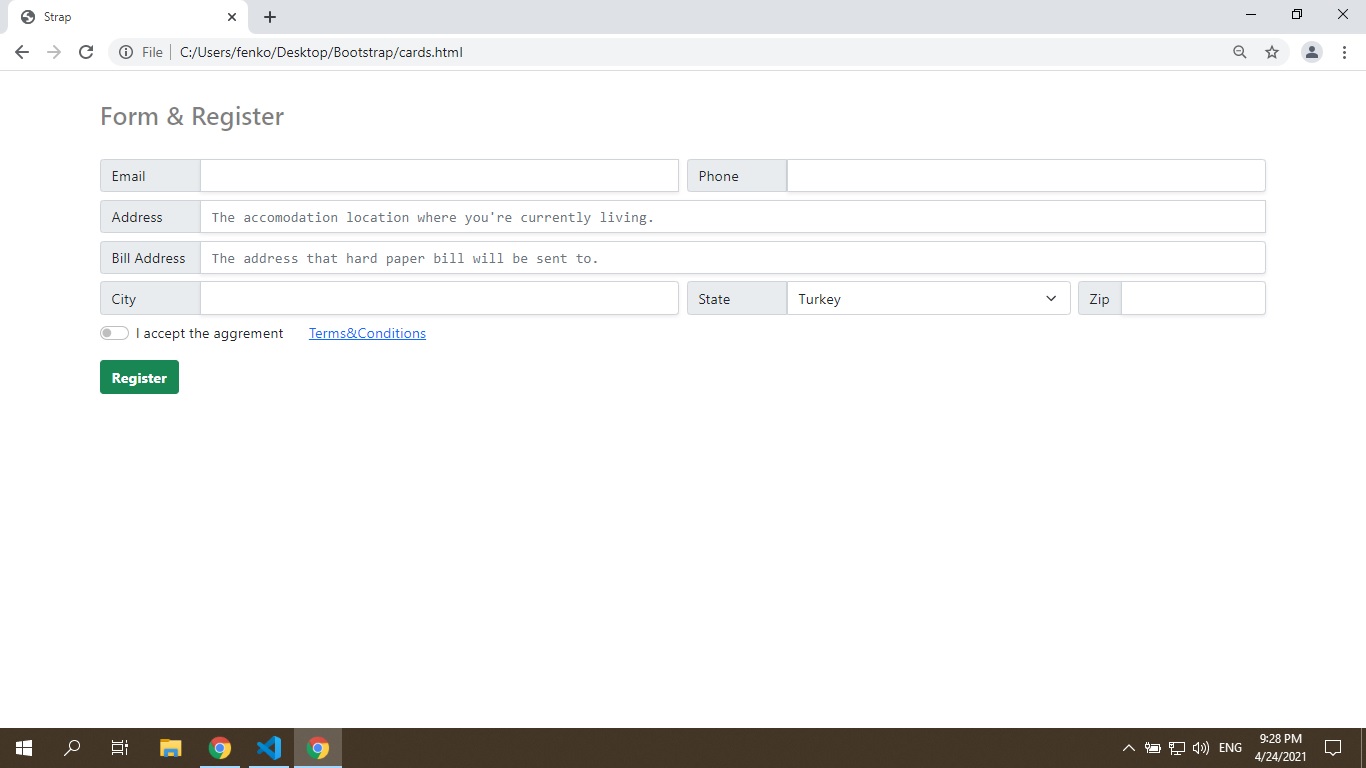 Strap
File C:/Users/fenko/Desktop/Bootstrap/cards.html
Form & Register
Email Phone
Address The accomodation location where you're currently living.
Bill Address The address that hard paper bill will be sent to.
City State Turkey Zip
I accept the aggrement Terms&Conditions
Register
9:28 PM
ENG
4/24/2021